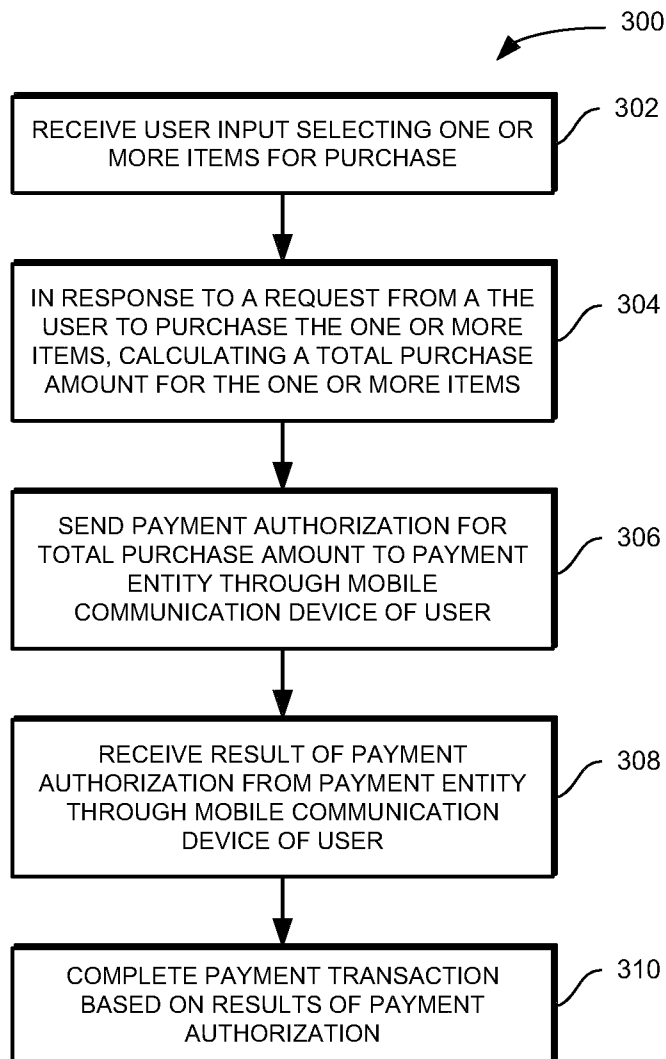 300
RECEIVE USER INPUT SELECTING ONE OR
MORE ITEMS FOR PURCHASE
302
IN RESPONSE TO A REQUEST FROM A THE
USER TO PURCHASE THE ONE OR MORE
ITEMS, CALCULATING A TOTAL PURCHASE
AMOUNT FOR THE ONE OR MORE ITEMS
304
SEND PAYMENT AUTHORIZATION FOR
TOTAL PURCHASE AMOUNT TO PAYMENT
ENTITY THROUGH MOBILE
COMMUNICATION DEVICE OF USER
306
RECEIVE RESULT OF PAYMENT
AUTHORIZATION FROM PAYMENT ENTITY
THROUGH MOBILE COMMUNICATION
DEVICE OF USER
308
COMPLETE PAYMENT TRANSACTION
BASED ON RESULTS OF PAYMENT
AUTHORIZATION
310